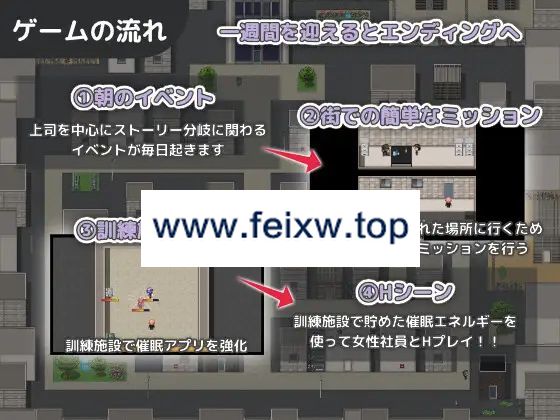 ゲームの流れ
一週間を迎えるとエンディングへ
①朝のイベント
上司を中心にストーリー分岐に関わる
イベントが毎日起きます
②街での簡単なミッション
れた場所に行くため
ミッションを行う
③訓練
訓練施設で催眠アプリを強化
④Hシーン
訓練施設で貯めた催眠エネルギーを
使って女性社員とHプレイ！！
www.feixw.top